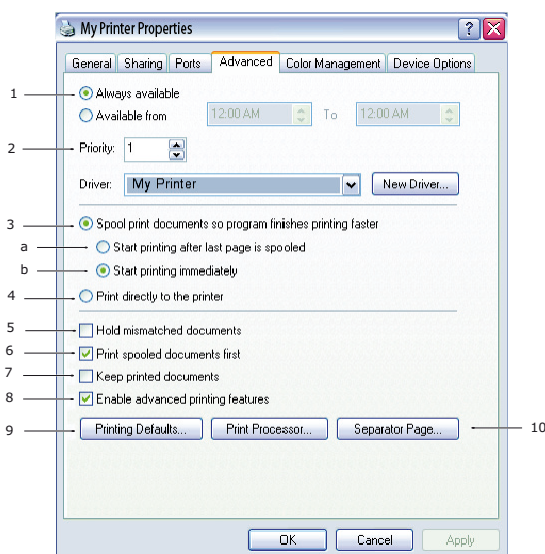 My Printer Properties
General Sharing Ports Advanced Color Management Device Options
1 Always available
Available from 12:00 AM To 12:00 AM
2 Priority: 1
Driver: My Printer New Driver...
3 Spool print documents so program finishes printing faster
a Start printing after last page is spooled
b Start printing immediately
4 Print directly to the printer
5 Hold mismatched documents
6 Print spooled documents first
7 Keep printed documents
8 Enable advanced printing features
9 Printing Defaults... Print Processor... Separator Page... 10
OK Cancel Apply